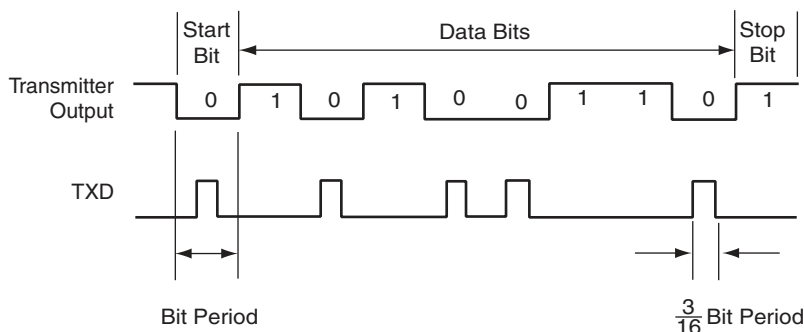 Start
Bit
Data Bits
Stop
Bit
Transmitter
Output
0 1 0 1 0 0 1 1 0 1
TXD
Bit Period
3/16 Bit Period